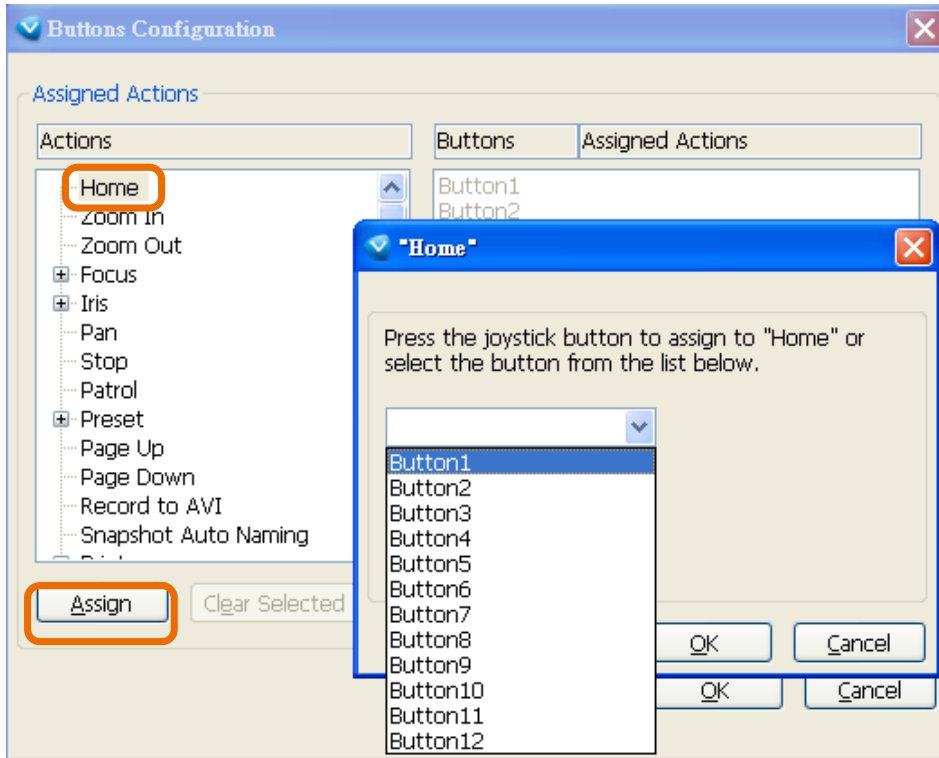 Buttons Configuration
Assigned Actions
Actions
Buttons
Assigned Actions
Home
Zoom In
Zoom Out
Focus
Iris
Pan
Stop
Patrol
Preset
Page Up
Page Down
Record to AVI
Snapshot Auto Naming
Button1
Button2
Assign
Clear Selected
"Home"
Press the joystick button to assign to "Home" or
select the button from the list below.
Button1
Button2
Button3
Button4
Button5
Button6
Button7
Button8
Button9
Button10
Button11
Button12
OK
Cancel
OK
Cancel